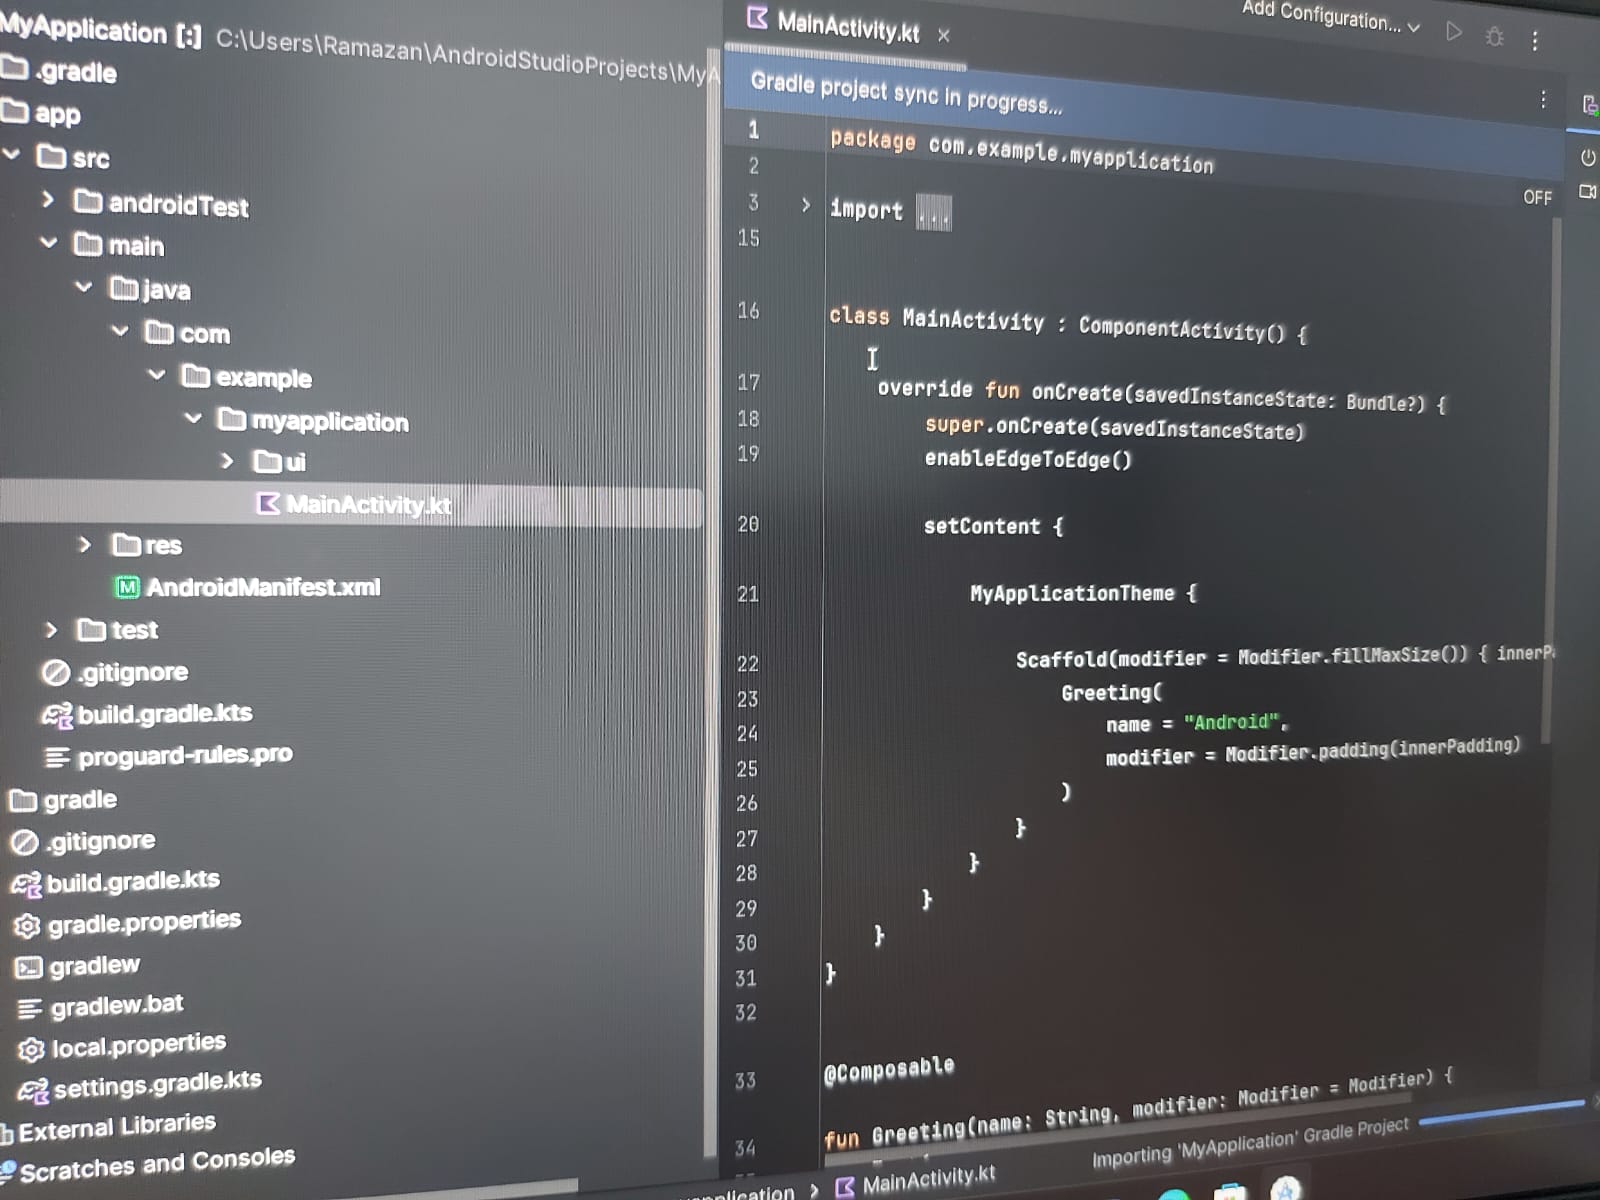 MyApplication [:] C:\Users\Ramazan\AndroidStudioProjects\MyA
.gradle
app
src
androidTest
main
java
com
example
myapplication
ui
MainActivity.kt
res
AndroidManifest.xml
test
.gitignore
build.gradle.kts
proguard-rules.pro
gradle
.gitignore
build.gradle.kts
gradle.properties
gradlew
gradlew.bat
local.properties
settings.gradle.kts
External Libraries
Scratches and Consoles
MainActivity.kt
Add Configuration...
Gradle project sync in progress...
OFF
1 package com.example.myapplication
2
3 import ...
15
16 class MainActivity : ComponentActivity() {
17 override fun onCreate(savedInstanceState: Bundle?) {
18 super.onCreate(savedInstanceState)
19 enableEdgeToEdge()
20 setContent {
21 MyApplicationTheme {
22 Scaffold(modifier = Modifier.fillMaxSize()) { innerPa
23 Greeting(
24 name = "Android",
25 modifier = Modifier.padding(innerPadding)
26 )
27 }
28 }
29 }
30 }
31 }
32
33 @Composable
34 fun Greeting(name: String, modifier: Modifier = Modifier) {
Importing 'MyApplication' Gradle Project
application > MainActivity.kt